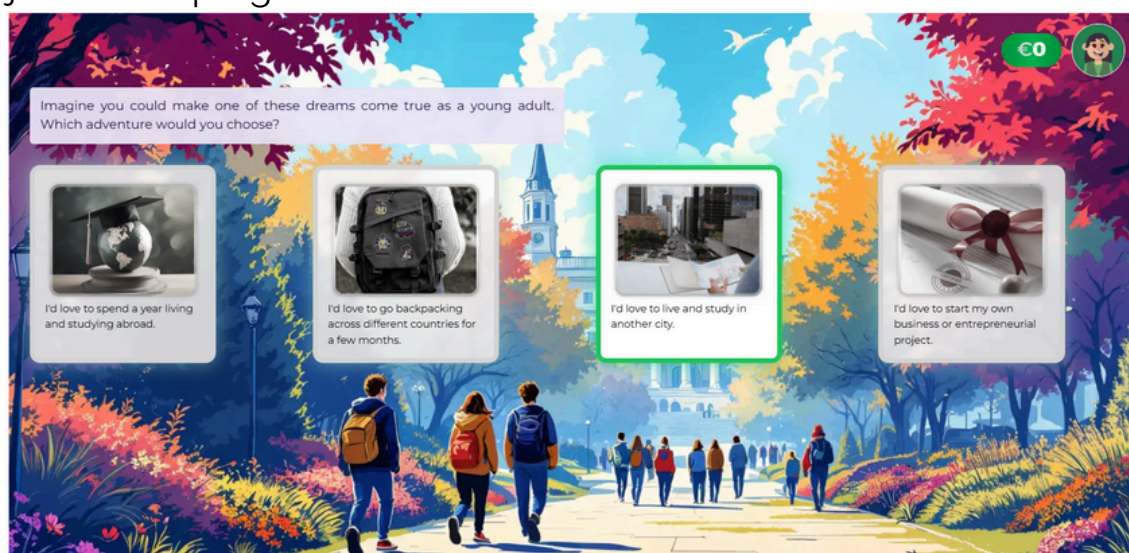 Imagine you could make one of these dreams come true as a young adult.
Which adventure would you choose?
€0
I'd love to spend a year living
and studying abroad.
I'd love to go backpacking
across different countries for
a few months.
I'd love to live and study in
another city.
I'd love to start my own
business or entrepreneurial
project.